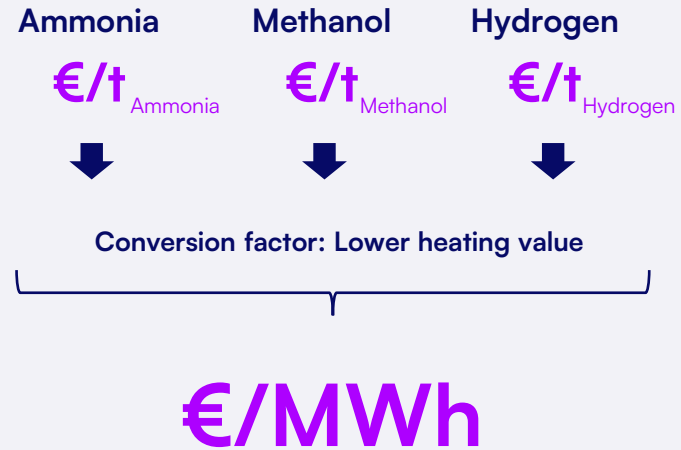 Ammonia Methanol Hydrogen
€/t Ammonia €/t Methanol €/t Hydrogen
Conversion factor: Lower heating value
€/MWh